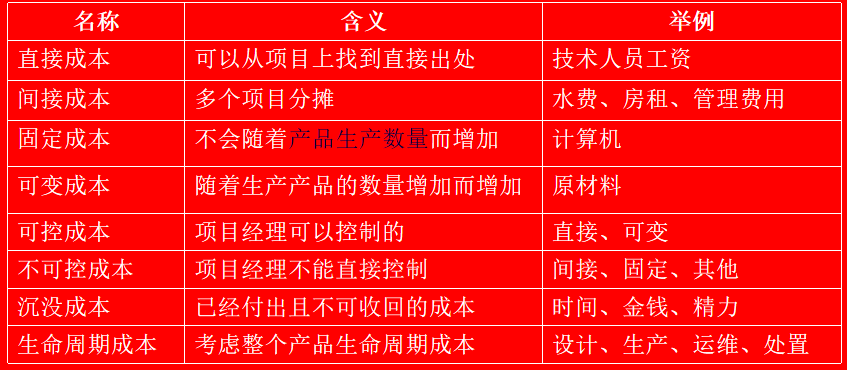 名称 含义 举例
直接成本 可以从项目上找到直接出处 技术人员工资
间接成本 多个项目分摊 水费、房租、管理费用
固定成本 不会随着产品生产数量而增加 计算机
可变成本 随着生产产品的数量增加而增加 原材料
可控成本 项目经理可以控制的 直接、可变
不可控成本 项目经理不能直接控制 间接、固定、其他
沉没成本 已经付出且不可收回的成本 时间、金钱、精力
生命周期成本 考虑整个产品生命周期成本 设计、生产、运维、处置